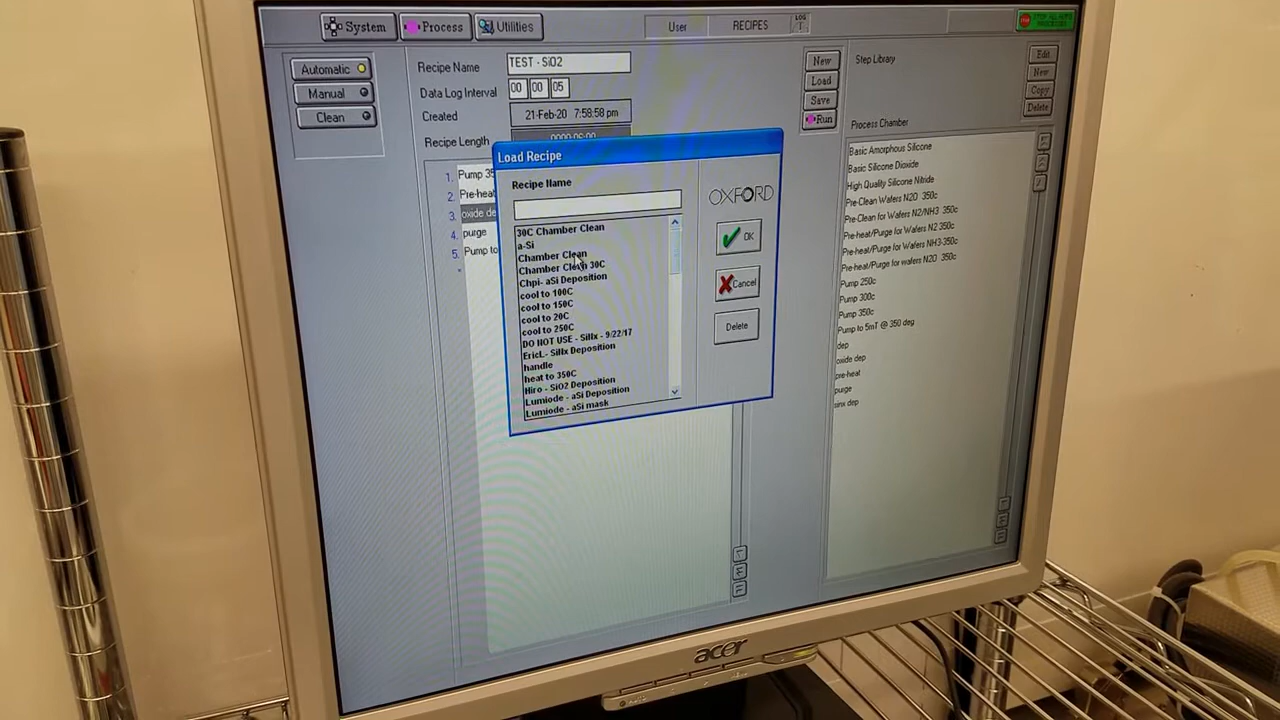 System Process Utilities User RECIPES LOG
Automatic
Manual
Clean
Recipe Name TEST - SiO2
Data Log Interval 00 00 05
Created 21-Feb-20 7:58:58 pm
Recipe Length
1. Pump 35
2. Pre-heat
3. oxide de
4. purge
5. Pump to
Load Recipe
Recipe Name
OXFORD
OK
Cancel
Delete
30C Chamber Clean
a-Si
Chamber Clean
Chamber Clean 30C
Chpi- aSi Deposition
cool to 100C
cool to 150C
cool to 20C
cool to 250C
DO NOT USE - SiNx - 9/22/17
EricL- SiNx Deposition
handle
heat to 350C
Hiro - SiO2 Deposition
Lumiode - aSi Deposition
Lumiode - aSi mask
New
Load
Save
Run
Step Library
Edit
New
Copy
Delete
Process Chamber
Basic Amorphous Silicone
Basic Silicone Dioxide
High Quality Silicone Nitride
Pre-Clean Wafers N2O 350c
Pre-Clean for Wafers N2/NH3 350c
Pre-heat/Purge for Wafers N2 350c
Pre-heat/Purge for Wafers NH3-350c
Pre-heat/Purge for wafers N2O 350c
Pump 250c
Pump 300c
Pump 350c
Pump to 5mT @ 350 deg
dep
oxide dep
pre-heat
purge
sinx dep
acer